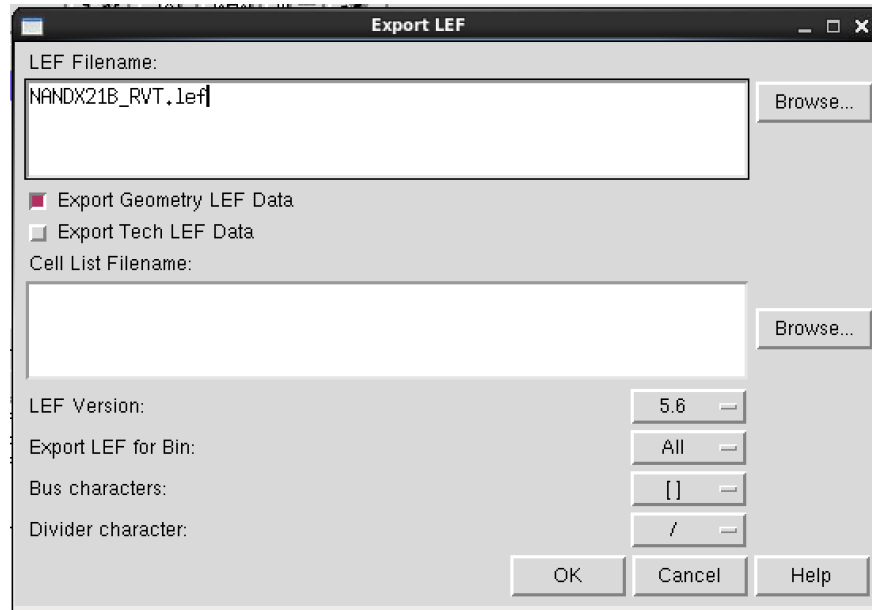 Export LEF
LEF Filename:
NANDX21B_RVT.lef
Browse...
Export Geometry LEF Data
Export Tech LEF Data
Cell List Filename:
Browse...
LEF Version:
5.6
Export LEF for Bin:
All
Bus characters:
[]
Divider character:
/
OK
Cancel
Help